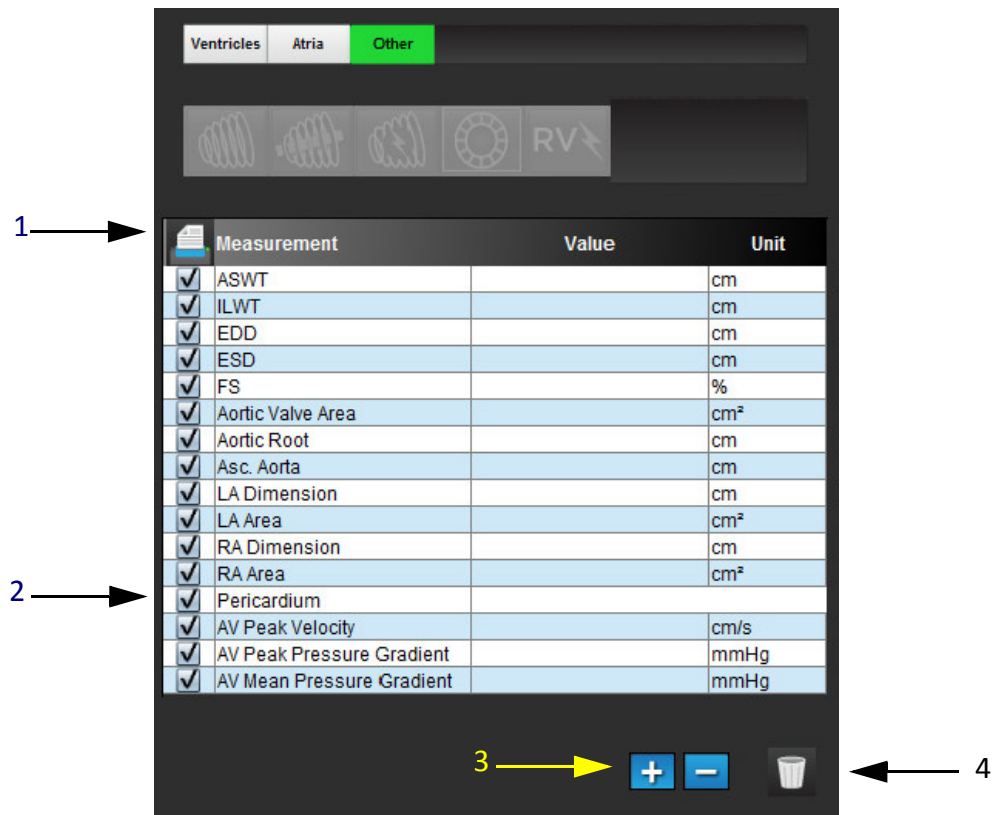 Ventricles Atria Other
RV
1
Measurement Value Unit
ASWT cm
ILWT cm
EDD cm
ESD cm
FS %
Aortic Valve Area cm²
Aortic Root cm
Asc. Aorta cm
LA Dimension cm
LA Area cm²
RA Dimension cm
RA Area cm²
2
Pericardium
AV Peak Velocity cm/s
AV Peak Pressure Gradient mmHg
AV Mean Pressure Gradient mmHg
3 + −
4